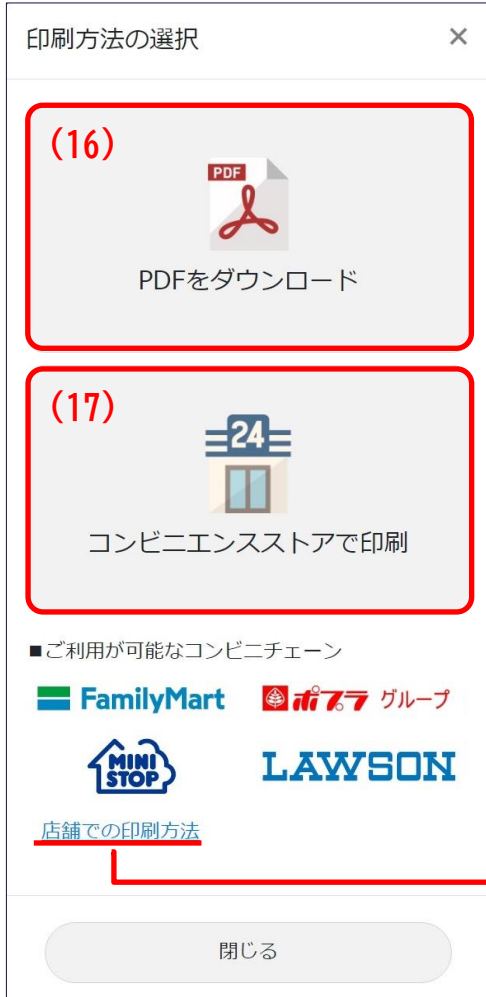 印刷方法の選択 ×
(16)
PDF
PDFをダウンロード
(17)
24
コンビニエンスストアで印刷
■ご利用が可能なコンビニチェーン
FamilyMart ポプラ グループ
MINI STOP LAWSON
店舗での印刷方法
閉じる